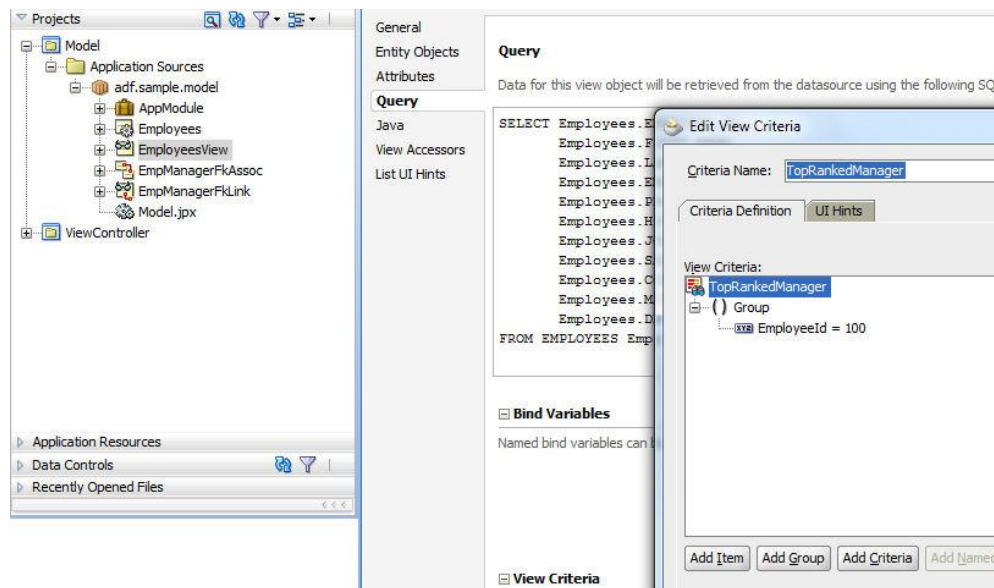 Projects
Model
Application Sources
adf.sample.model
AppModule
Employees
EmployeesView
EmpManagerFkAssoc
EmpManagerFkLink
Model.jpx
ViewController
Application Resources
Data Controls
Recently Opened Files
General
Entity Objects
Attributes
Query
Java
View Accessors
List UI Hints
Query
Data for this view object will be retrieved from the datasource using the following SQ
SELECT Employees.E
Employees.F
Employees.L
Employees.E
Employees.P
Employees.H
Employees.J
Employees.S
Employees.C
Employees.M
Employees.D
FROM EMPLOYEES Emp
Bind Variables
Named bind variables can b
View Criteria
Edit View Criteria
Criteria Name: TopRankedManager
Criteria Definition UI Hints
View Criteria:
TopRankedManager
() Group
XYZ EmployeeId = 100
Add Item Add Group Add Criteria Add Named